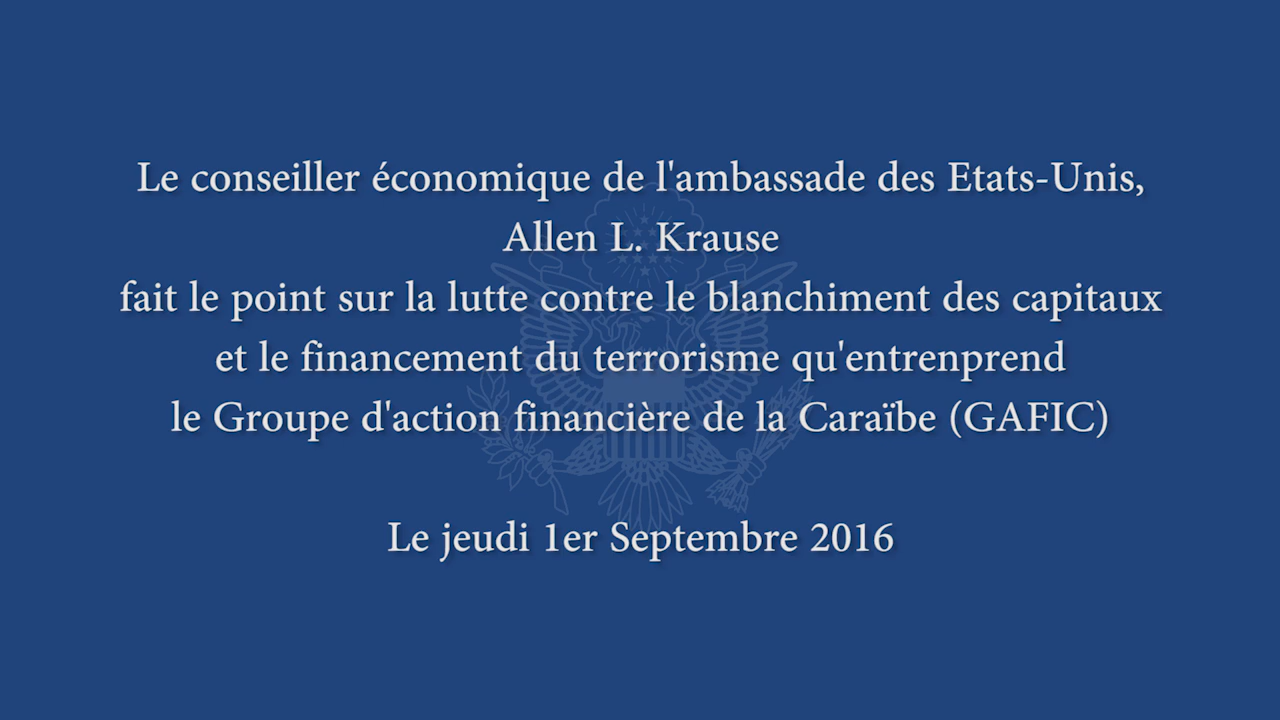 Le conseiller économique de l'ambassade des Etats-Unis,
Allen L. Krause
fait le point sur la lutte contre le blanchiment des capitaux
et le financement du terrorisme qu'entrenprend
le Groupe d'action financière de la Caraïbe (GAFIC)
Le jeudi 1er Septembre 2016